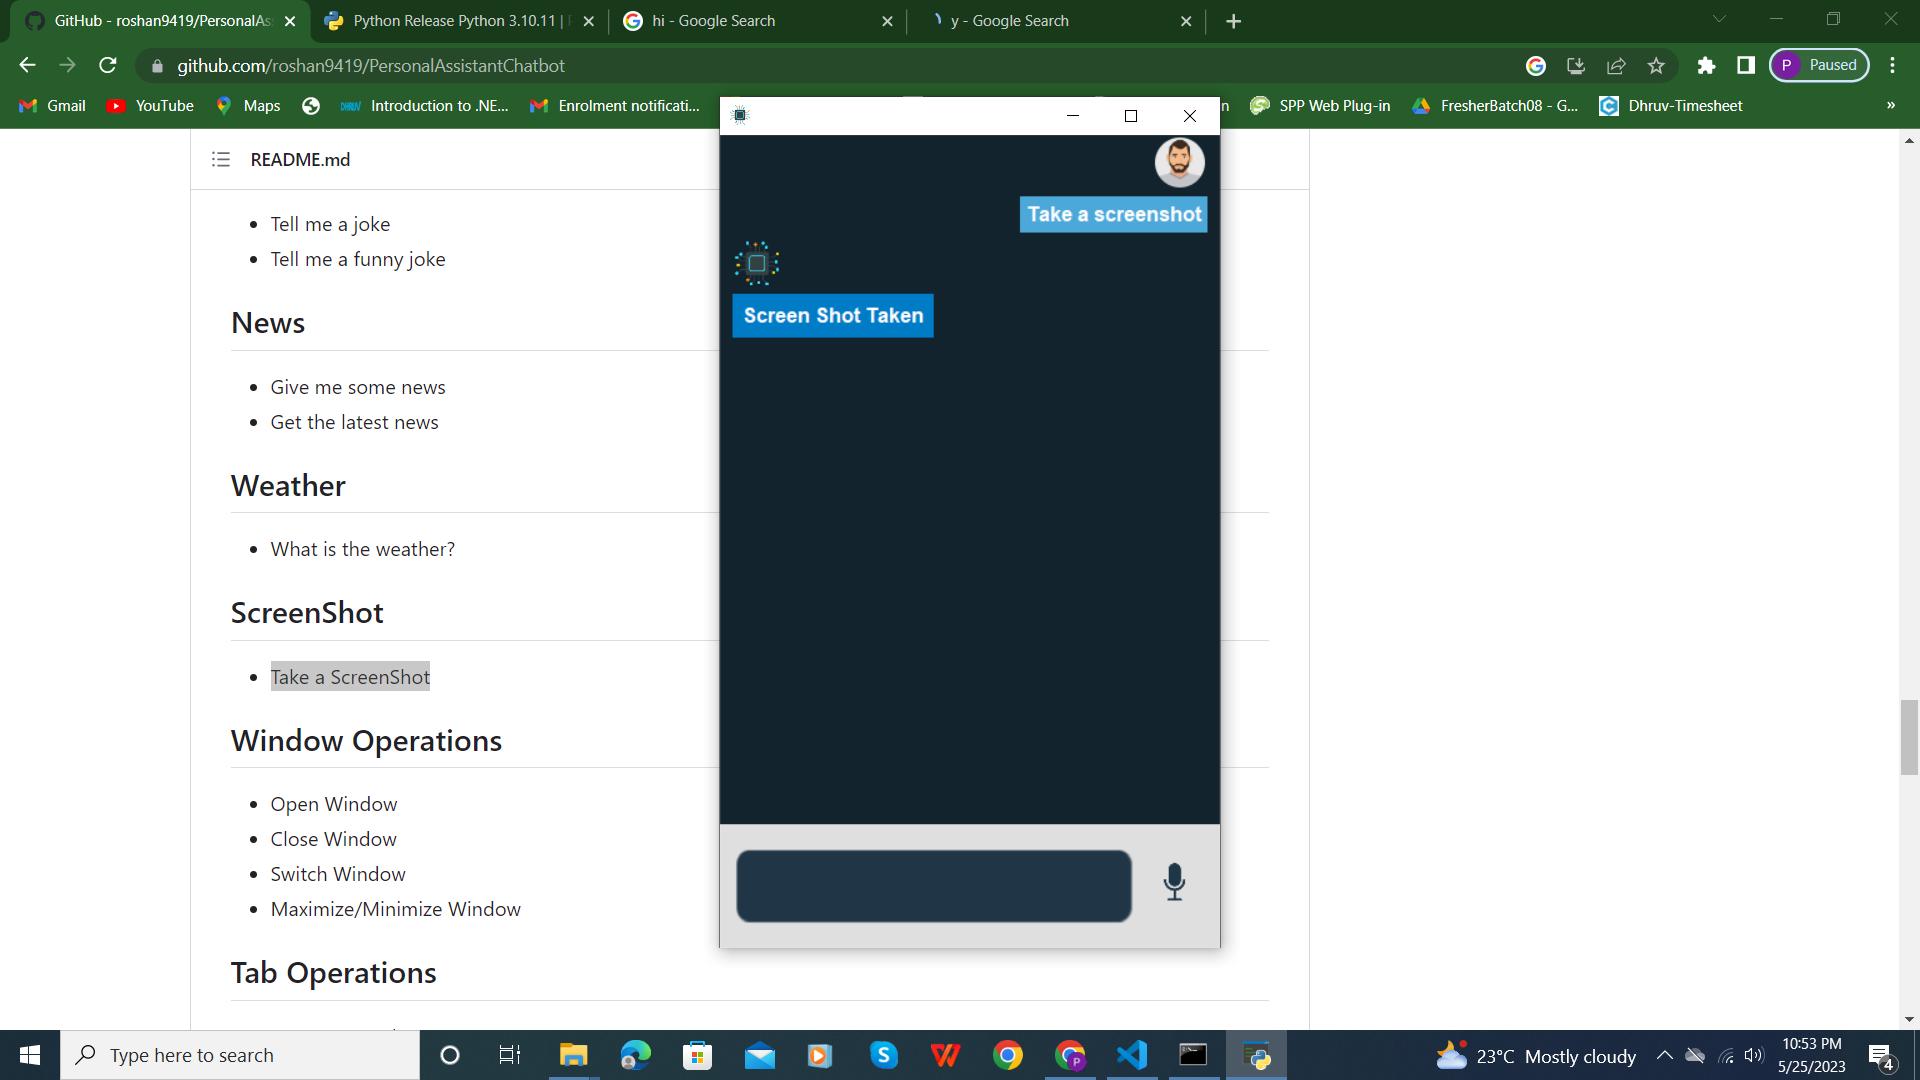 GitHub - roshan9419/PersonalAs
Python Release Python 3.10.11 |
hi - Google Search
y - Google Search
github.com/roshan9419/PersonalAssistantChatbot
P
Paused
Gmail
YouTube
Maps
DHRUV
Introduction to .NE...
Enrolment notificati...
n
SPP Web Plug-in
FresherBatch08 - G...
Dhruv-Timesheet
»
README.md
Take a screenshot
Screen Shot Taken
• Tell me a joke
• Tell me a funny joke
News
• Give me some news
• Get the latest news
Weather
• What is the weather?
ScreenShot
• Take a ScreenShot
Window Operations
• Open Window
• Close Window
• Switch Window
• Maximize/Minimize Window
Tab Operations
Type here to search
23°C Mostly cloudy
10:53 PM
5/25/2023
4